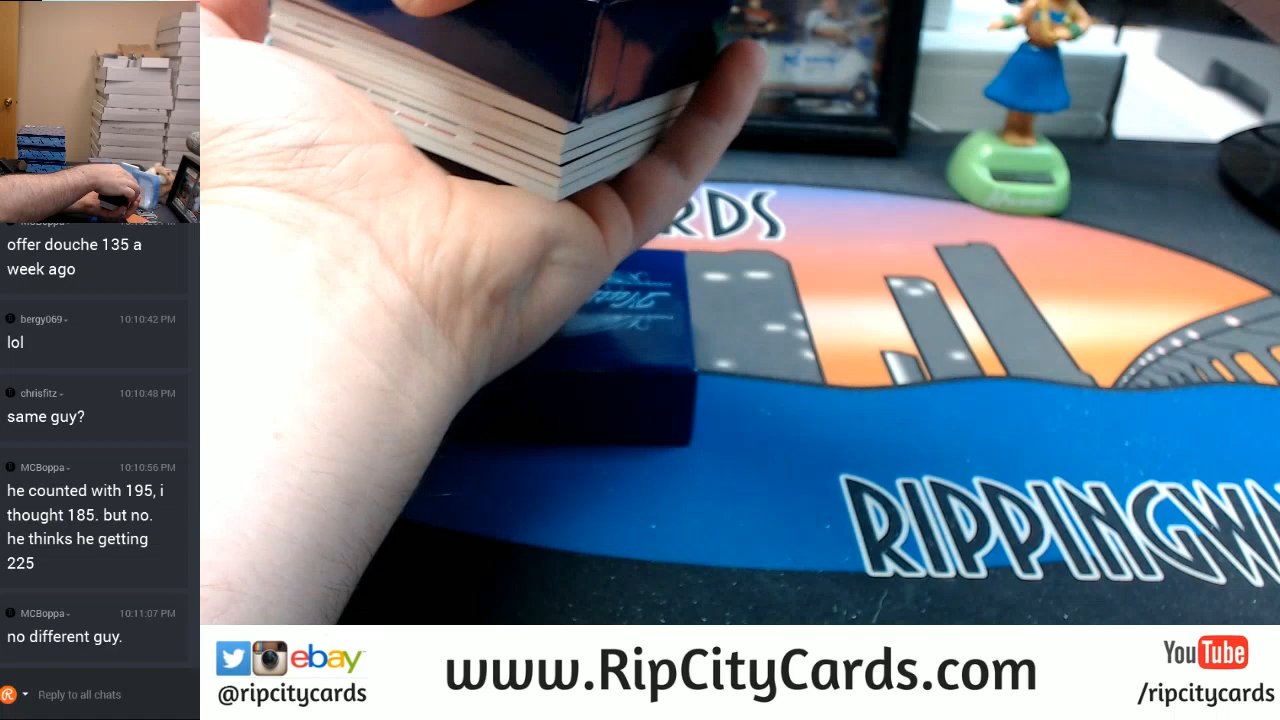 offer douche 135 a
week ago
bergy069
10:10:42 PM
lol
chrisfitz
10:10:48 PM
same guy?
MCBoppa
10:10:56 PM
he counted with 195, i
thought 185. but no.
he thinks he getting
225
MCBoppa
10:11:07 PM
no different guy.
Reply to all chats
RDS
RIPPINGW
ebay
@ripcitycards
www.RipCityCards.com
YouTube
/ripcitycards